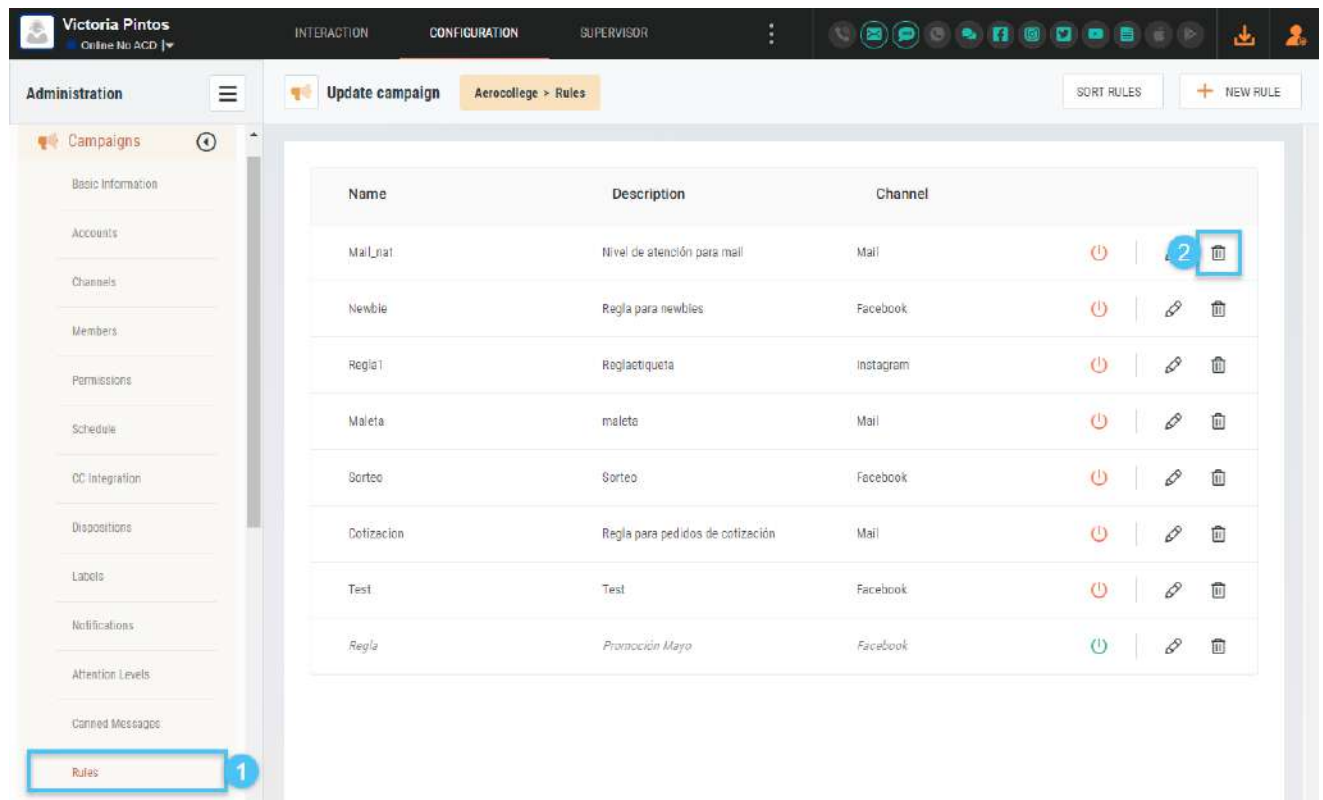 Victoria Pintos
Online No ACD
INTERACTION CONFIGURATION SUPERVISOR
Administration
Update campaign Aerocollege > Rules SORT RULES + NEW RULE
Campaigns
Basic Information
Accounts
Channels
Members
Permissions
Schedule
CC Integration
Dispositions
Labels
Notifications
Attention Levels
Canned Messages
Rules 1
Name Description Channel
Mail_nat Nivel de atención para mail Mail 2
Newbie Regla para newbies Facebook
Regla1 Reglaetiqueta Instagram
Maleta maleta Mail
Sorteo Sorteo Facebook
Cotizacion Regla para pedidos de cotización Mail
Test Test Facebook
Regla Promoción Mayo Facebook